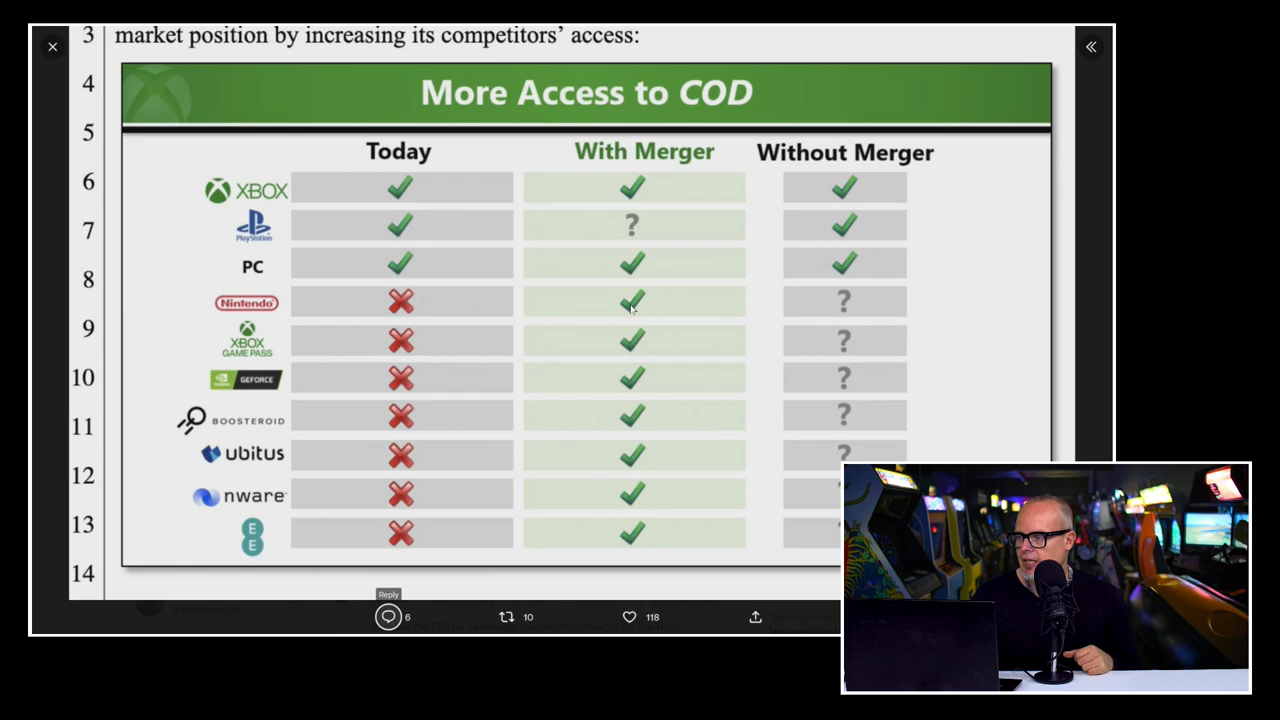 3 market position by increasing its competitors’ access:
4
More Access to COD
5
Today With Merger Without Merger
6
XBOX
7
PlayStation ?
PC
8
Nintendo ?
9
XBOX
GAME PASS ?
10
GEFORCE ?
11
BOOSTEROID ?
ubitus ?
12
nware
13
E
E
14
Reply
6 10 118